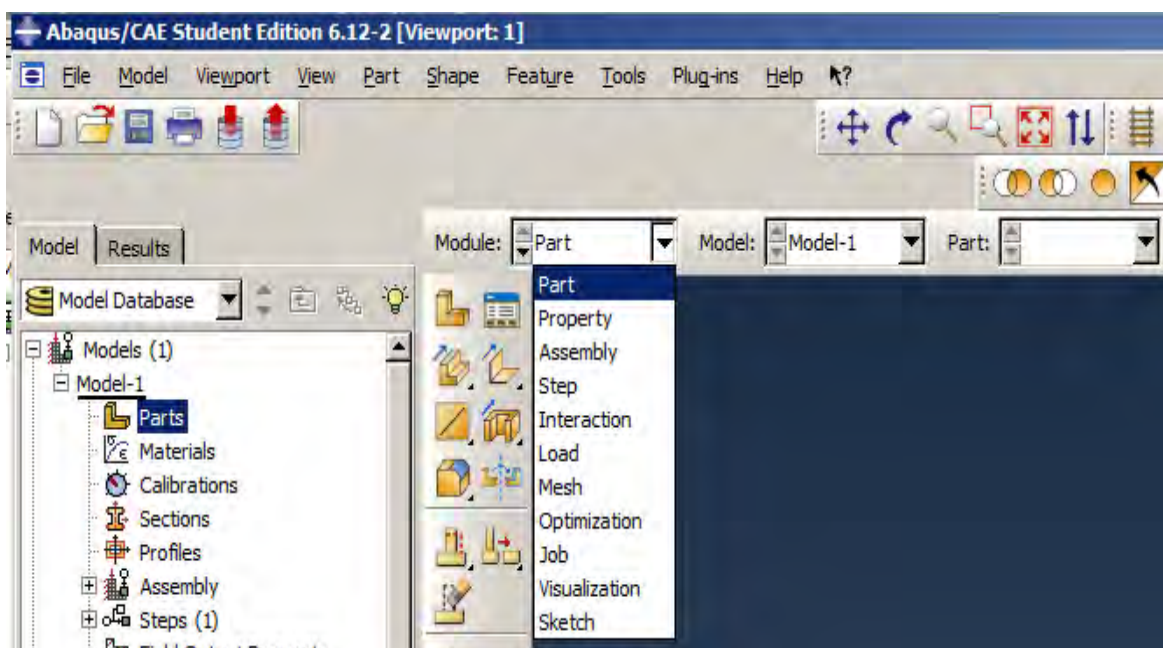 Abaqus/CAE Student Edition 6.12-2 [Viewport: 1]
File Model Viewport View Part Shape Feature Tools Plug-ins Help ?
Model Results
Module: Part Model: Model-1 Part:
Model Database
Models (1)
Model-1
Parts
Materials
Calibrations
Sections
Profiles
Assembly
Steps (1)
Part
Property
Assembly
Step
Interaction
Load
Mesh
Optimization
Job
Visualization
Sketch